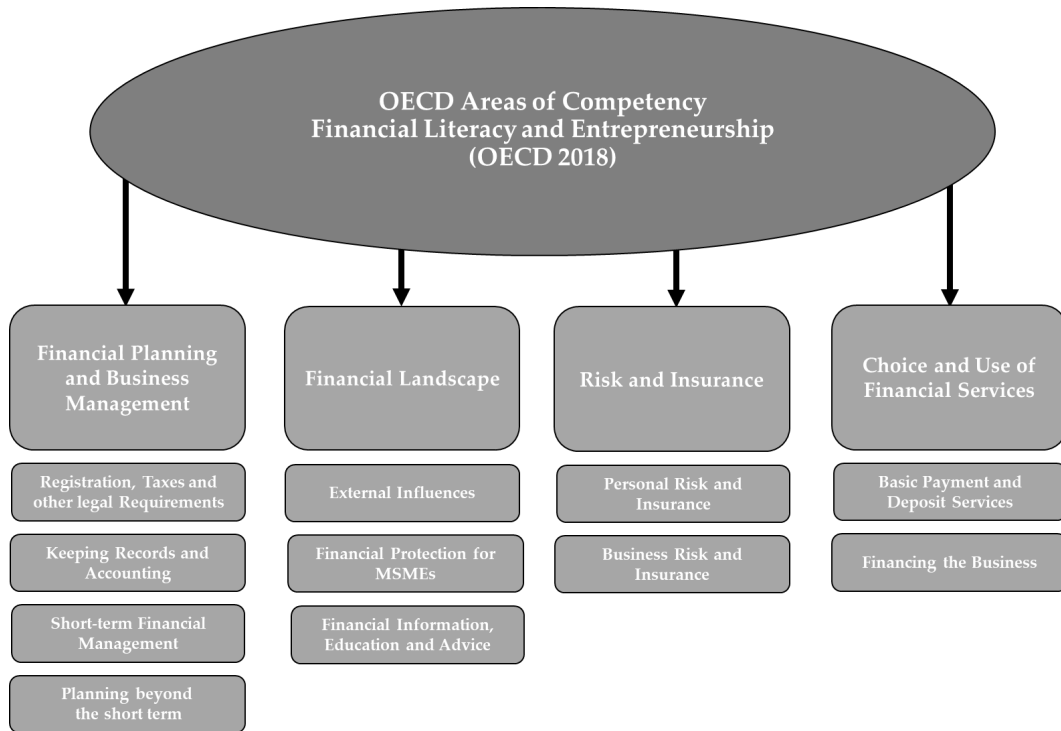 OECD Areas of Competency
Financial Literacy and Entrepreneurship
(OECD 2018)
Financial Planning
and Business
Management
Registration, Taxes and
other legal Requirements
Keeping Records and
Accounting
Short-term Financial
Management
Planning beyond
the short term
Financial Landscape
External Influences
Financial Protection for
MSMEs
Financial Information,
Education and Advice
Risk and Insurance
Personal Risk and
Insurance
Business Risk and
Insurance
Choice and Use of
Financial Services
Basic Payment and
Deposit Services
Financing the Business